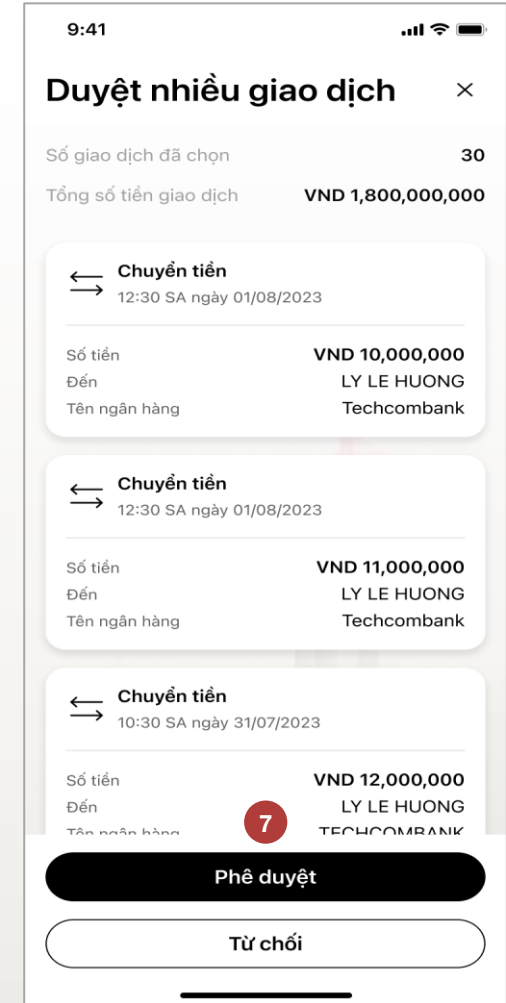 9:41
Duyệt nhiều giao dịch
Số giao dịch đã chọn 30
Tổng số tiền giao dịch VND 1,800,000,000
Chuyển tiền
12:30 SA ngày 01/08/2023
Số tiền VND 10,000,000
Đến LY LE HUONG
Tên ngân hàng Techcombank
Chuyển tiền
12:30 SA ngày 01/08/2023
Số tiền VND 11,000,000
Đến LY LE HUONG
Tên ngân hàng Techcombank
Chuyển tiền
10:30 SA ngày 31/07/2023
Số tiền VND 12,000,000
Đến LY LE HUONG
Tên ngân hàng TECHCOMBANK
7
Phê duyệt
Từ chối